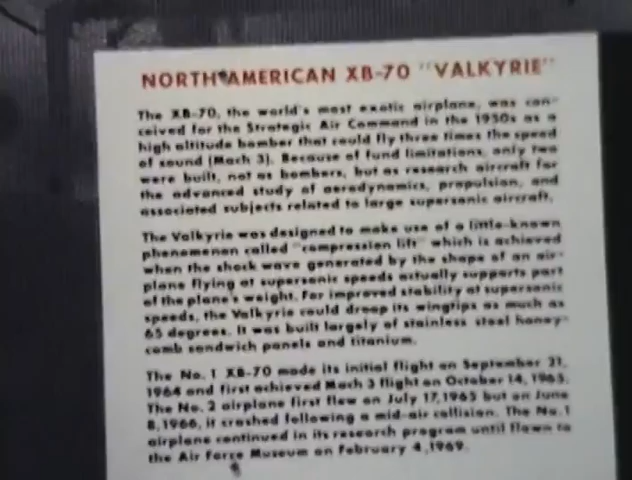 NORTH AMERICAN XB-70 "VALKYRIE"
The XB-70, the world's most exotic airplane, was con-
ceived for the Strategic Air Command in the 1950s as a
high altitude bomber that could fly three times the speed
of sound (Mach 3). Because of fund limitations, only two
were built, not as bombers, but as research aircraft for
the advanced study of aerodynamics, propulsion, and
associated subjects related to large supersonic aircraft.
The Valkyrie was designed to make use of a little-known
phenomenon called "compression lift" which is achieved
when the shock wave generated by the shape of an air-
plane flying at supersonic speeds actually supports part
of the plane's weight. For improved stability at supersonic
speeds, the Valkyrie could droop its wingtips as much as
65 degrees. It was built largely of stainless steel honey-
comb sandwich panels and titanium.
The No. 1 XB-70 made its initial flight on September 21,
1964 and first achieved Mach 3 flight on October 14, 1965.
The No. 2 airplane first flew on July 17, 1965 but on June
8, 1966, it crashed following a mid-air collision. The No. 1
airplane continued in its research program until flown to
the Air Force Museum on February 4, 1969.